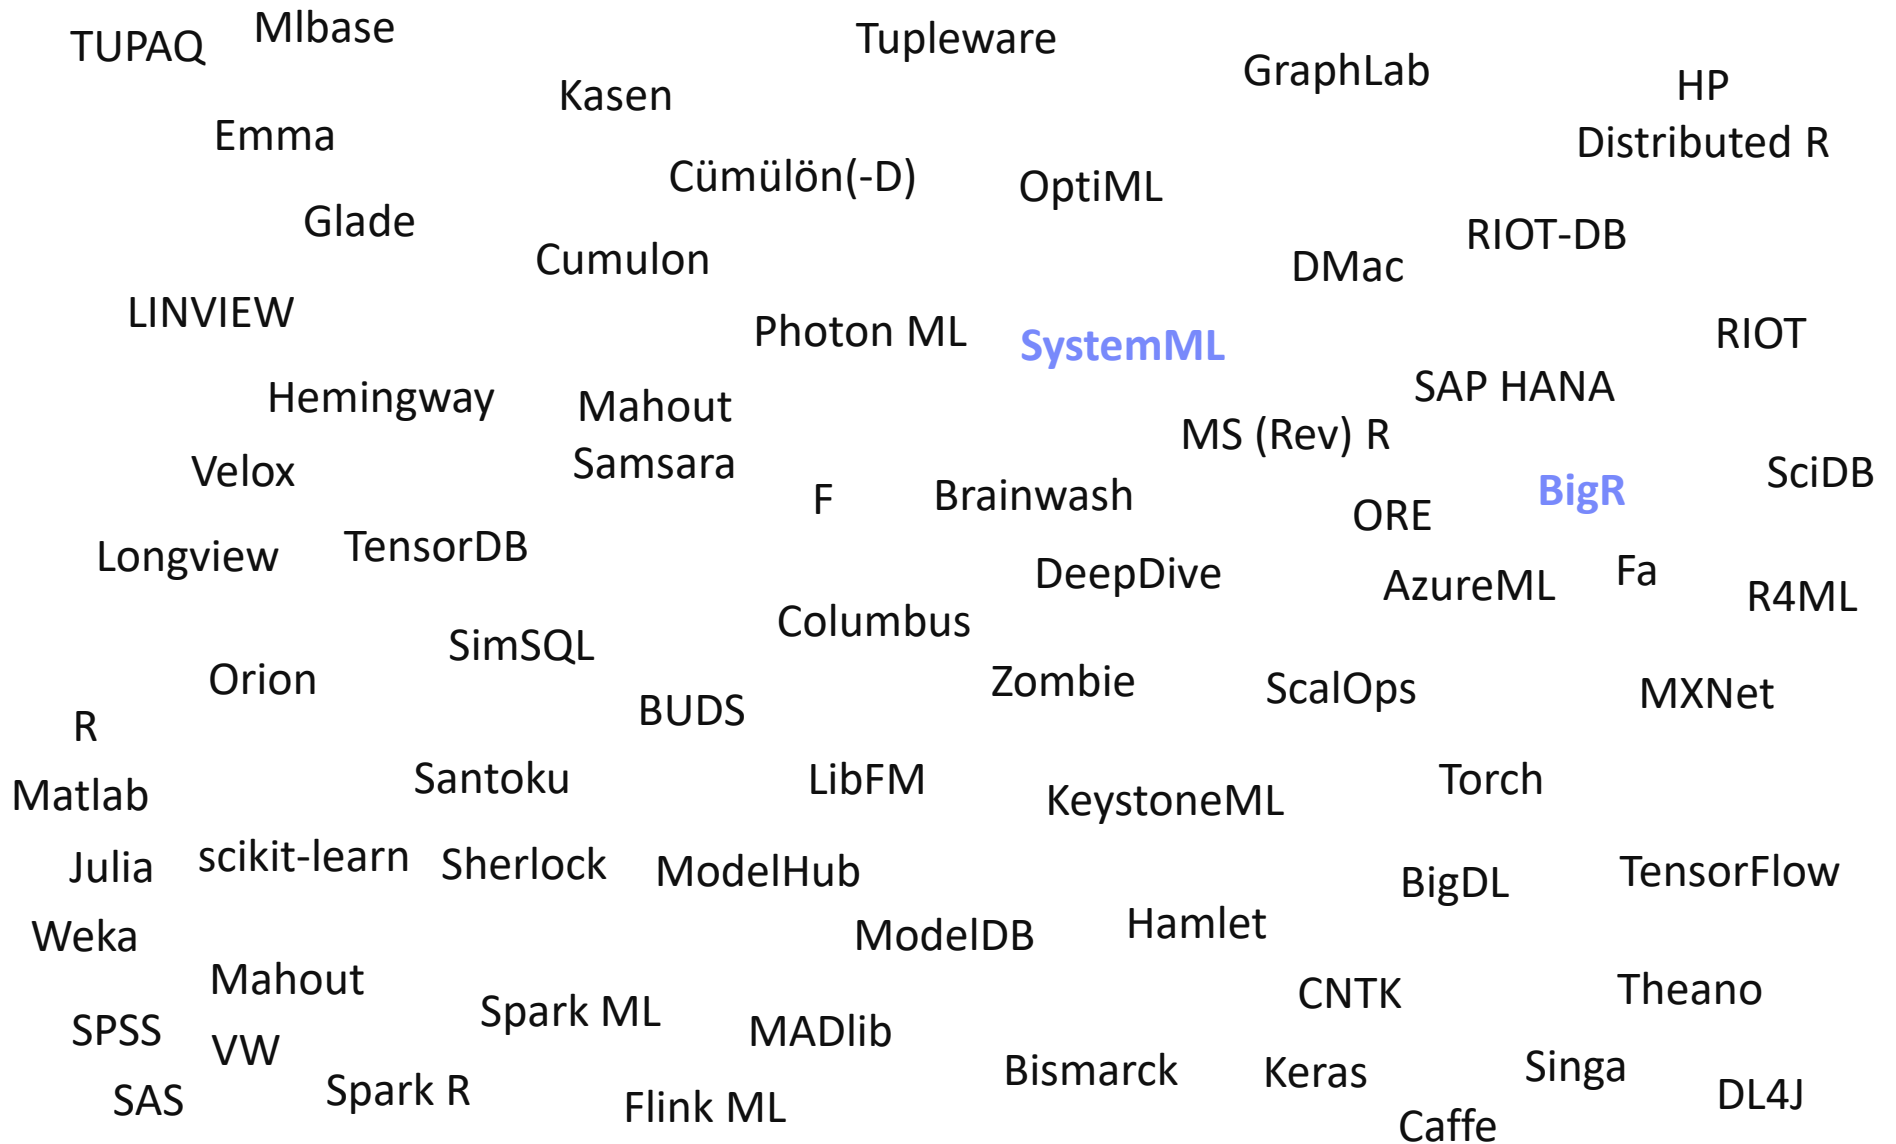 TUPAQ
Mlbase
Tupleware
GraphLab
HP
Distributed R
Kasen
Emma
Cümülön(-D)
OptiML
Glade
RIOT-DB
Cumulon
DMac
LINVIEW
Photon ML
SystemML
RIOT
Hemingway
Mahout
Samsara
SAP HANA
MS (Rev) R
Velox
SciDB
F
Brainwash
BigR
ORE
Longview
TensorDB
DeepDive
AzureML
Fa
R4ML
Columbus
SimSQL
Orion
Zombie
ScalOps
MXNet
BUDS
R
Matlab
Santoku
LibFM
KeystoneML
Torch
Julia
scikit-learn
Sherlock
ModelHub
BigDL
TensorFlow
Weka
ModelDB
Hamlet
Mahout
CNTK
Theano
SPSS
VW
Spark ML
MADlib
Bismarck
Keras
Singa
SAS
Spark R
Flink ML
DL4J
Caffe